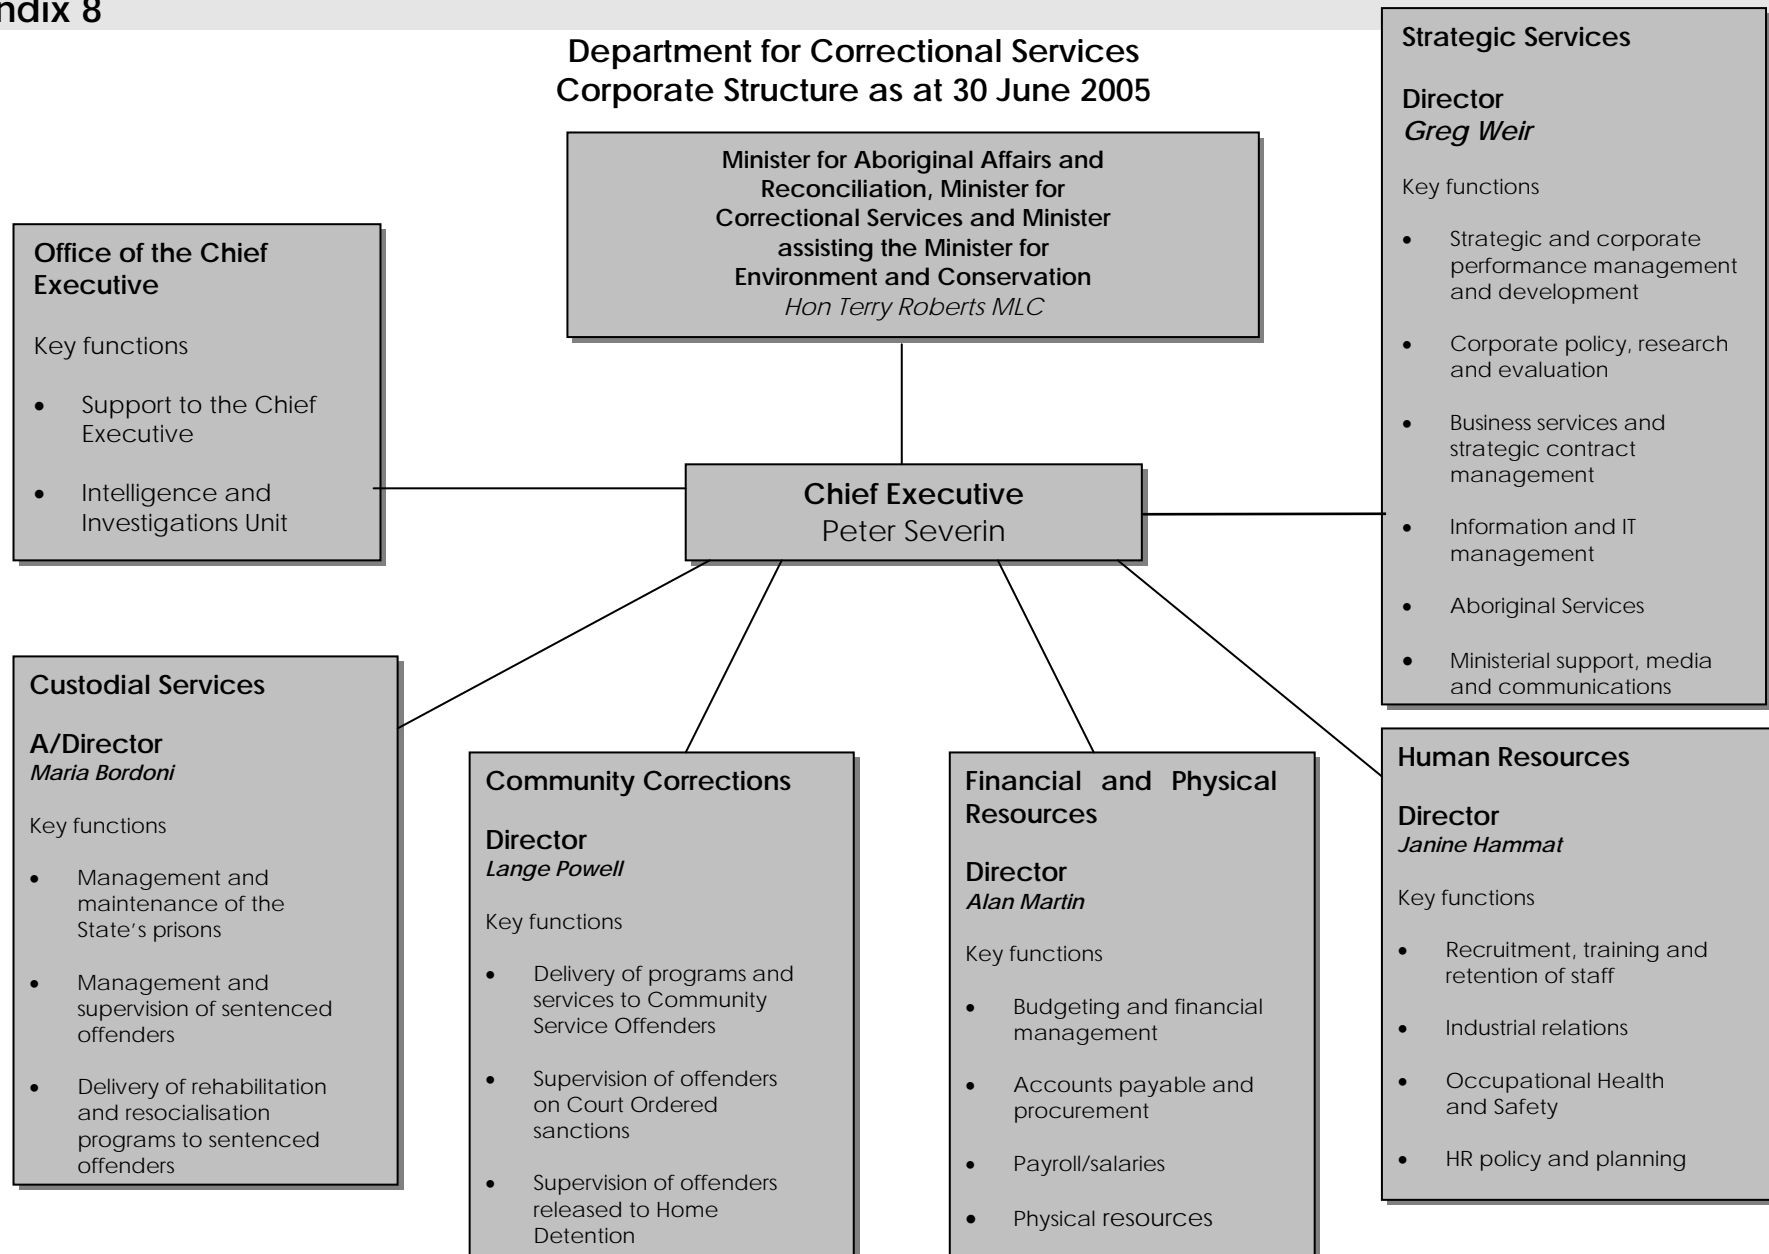 ndix 8
Department for Correctional Services
Corporate Structure as at 30 June 2005
Minister for Aboriginal Affairs and
Reconciliation, Minister for
Correctional Services and Minister
assisting the Minister for
Environment and Conservation
Hon Terry Roberts MLC
Office of the Chief
Executive
Key functions
• Support to the Chief
Executive
• Intelligence and
Investigations Unit
Chief Executive
Peter Severin
Strategic Services
Director
Greg Weir
Key functions
• Strategic and corporate
performance management
and development
• Corporate policy, research
and evaluation
• Business services and
strategic contract
management
• Information and IT
management
• Aboriginal Services
• Ministerial support, media
and communications
Custodial Services
A/Director
Maria Bordoni
Key functions
• Management and
maintenance of the
State's prisons
• Management and
supervision of sentenced
offenders
• Delivery of rehabilitation
and resocialisation
programs to sentenced
offenders
Community Corrections
Director
Lange Powell
Key functions
• Delivery of programs and
services to Community
Service Offenders
• Supervision of offenders
on Court Ordered
sanctions
• Supervision of offenders
released to Home
Detention
Financial and Physical
Resources
Director
Alan Martin
Key functions
• Budgeting and financial
management
• Accounts payable and
procurement
• Payroll/salaries
• Physical resources
Human Resources
Director
Janine Hammat
Key functions
• Recruitment, training and
retention of staff
• Industrial relations
• Occupational Health
and Safety
• HR policy and planning